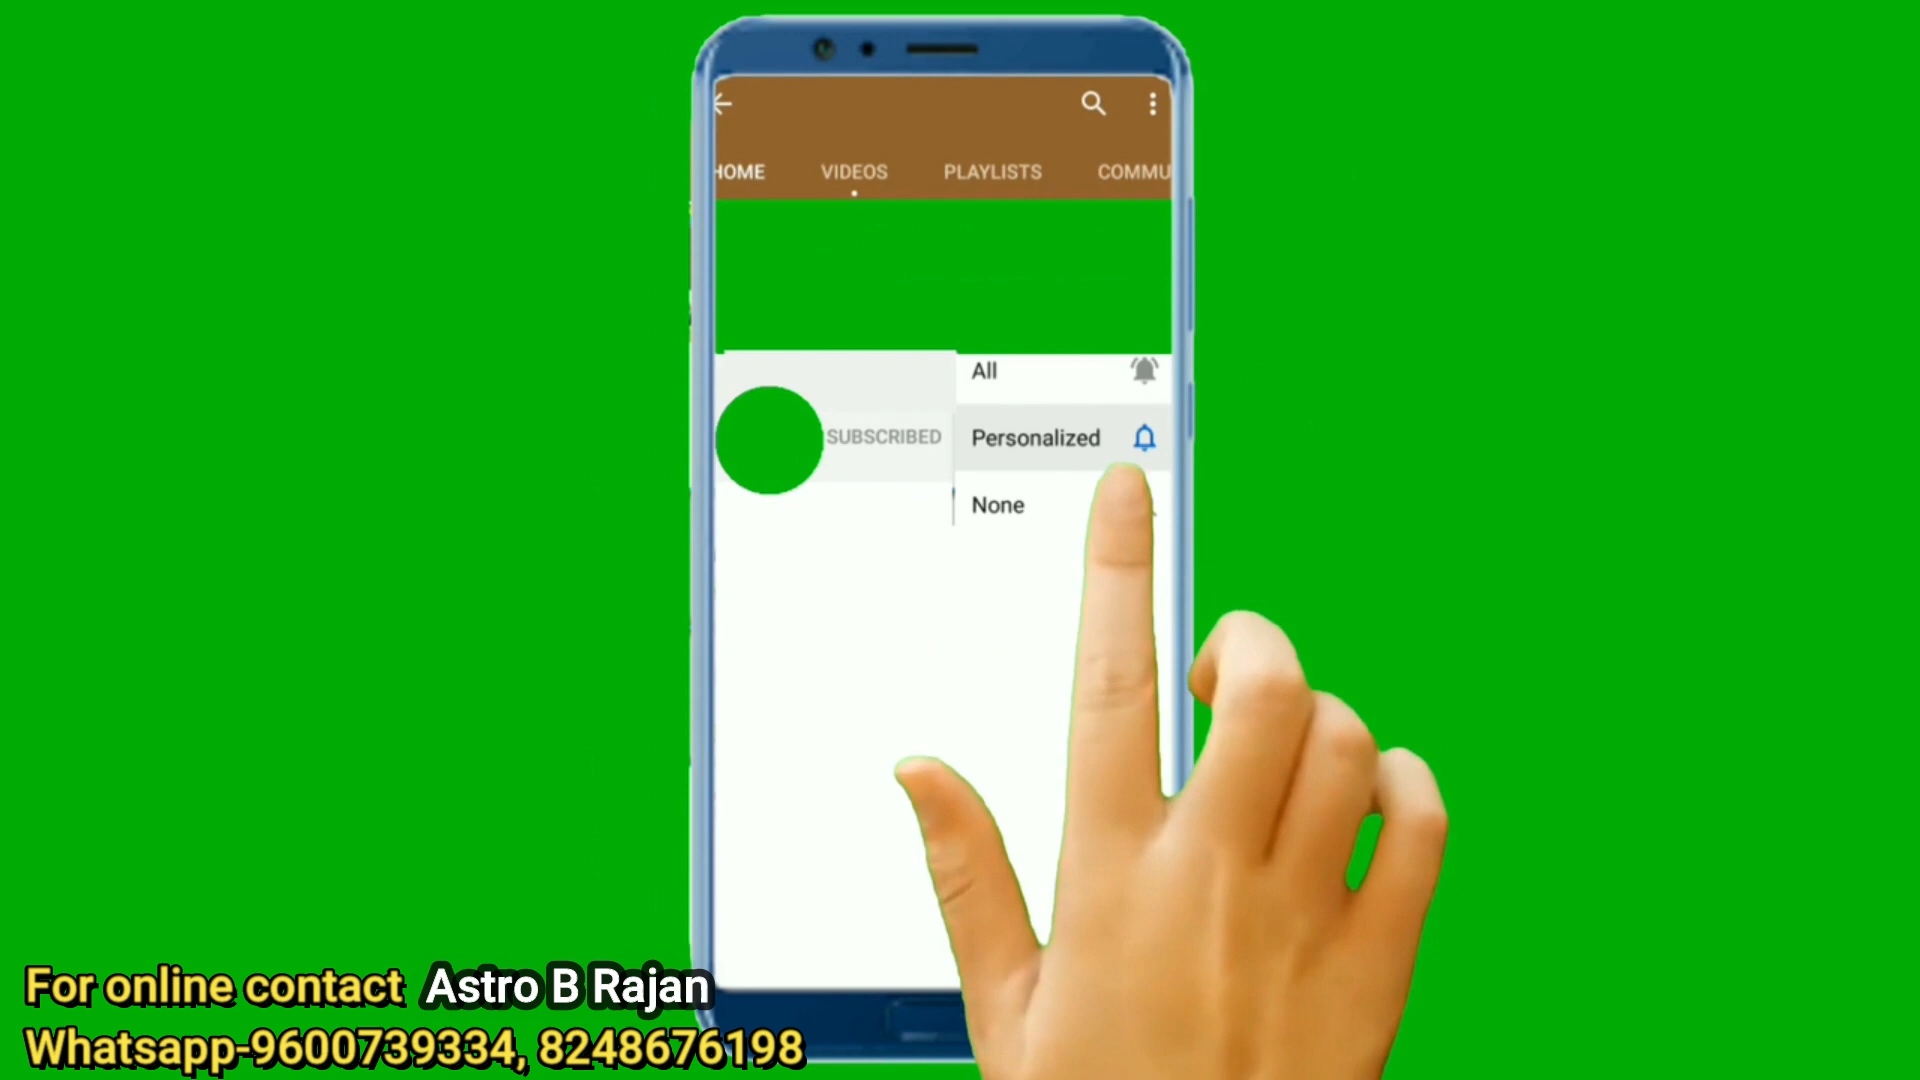 HOME VIDEOS PLAYLISTS COMMU
All
SUBSCRIBED Personalized
None
For online contact Astro B Rajan
Whatsapp-9600739334, 8248676198